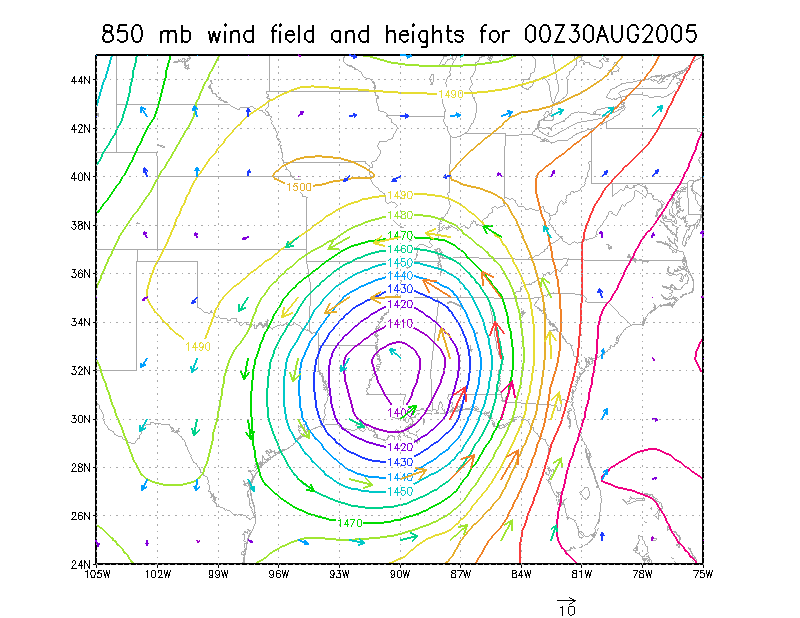 850 mb wind field and heights for 00Z30AUG2005
44N
1490
42N
40N
1500
1490
38N
1480
1470
1460
36N
1450
1440
1430
34N
1420
1410
1490
32N
30N
1400
1420
28N
1430
1440
1450
26N
1470
24N
105W 102W 99W 96W 93W 90W 87W 84W 81W 78W 75W
10